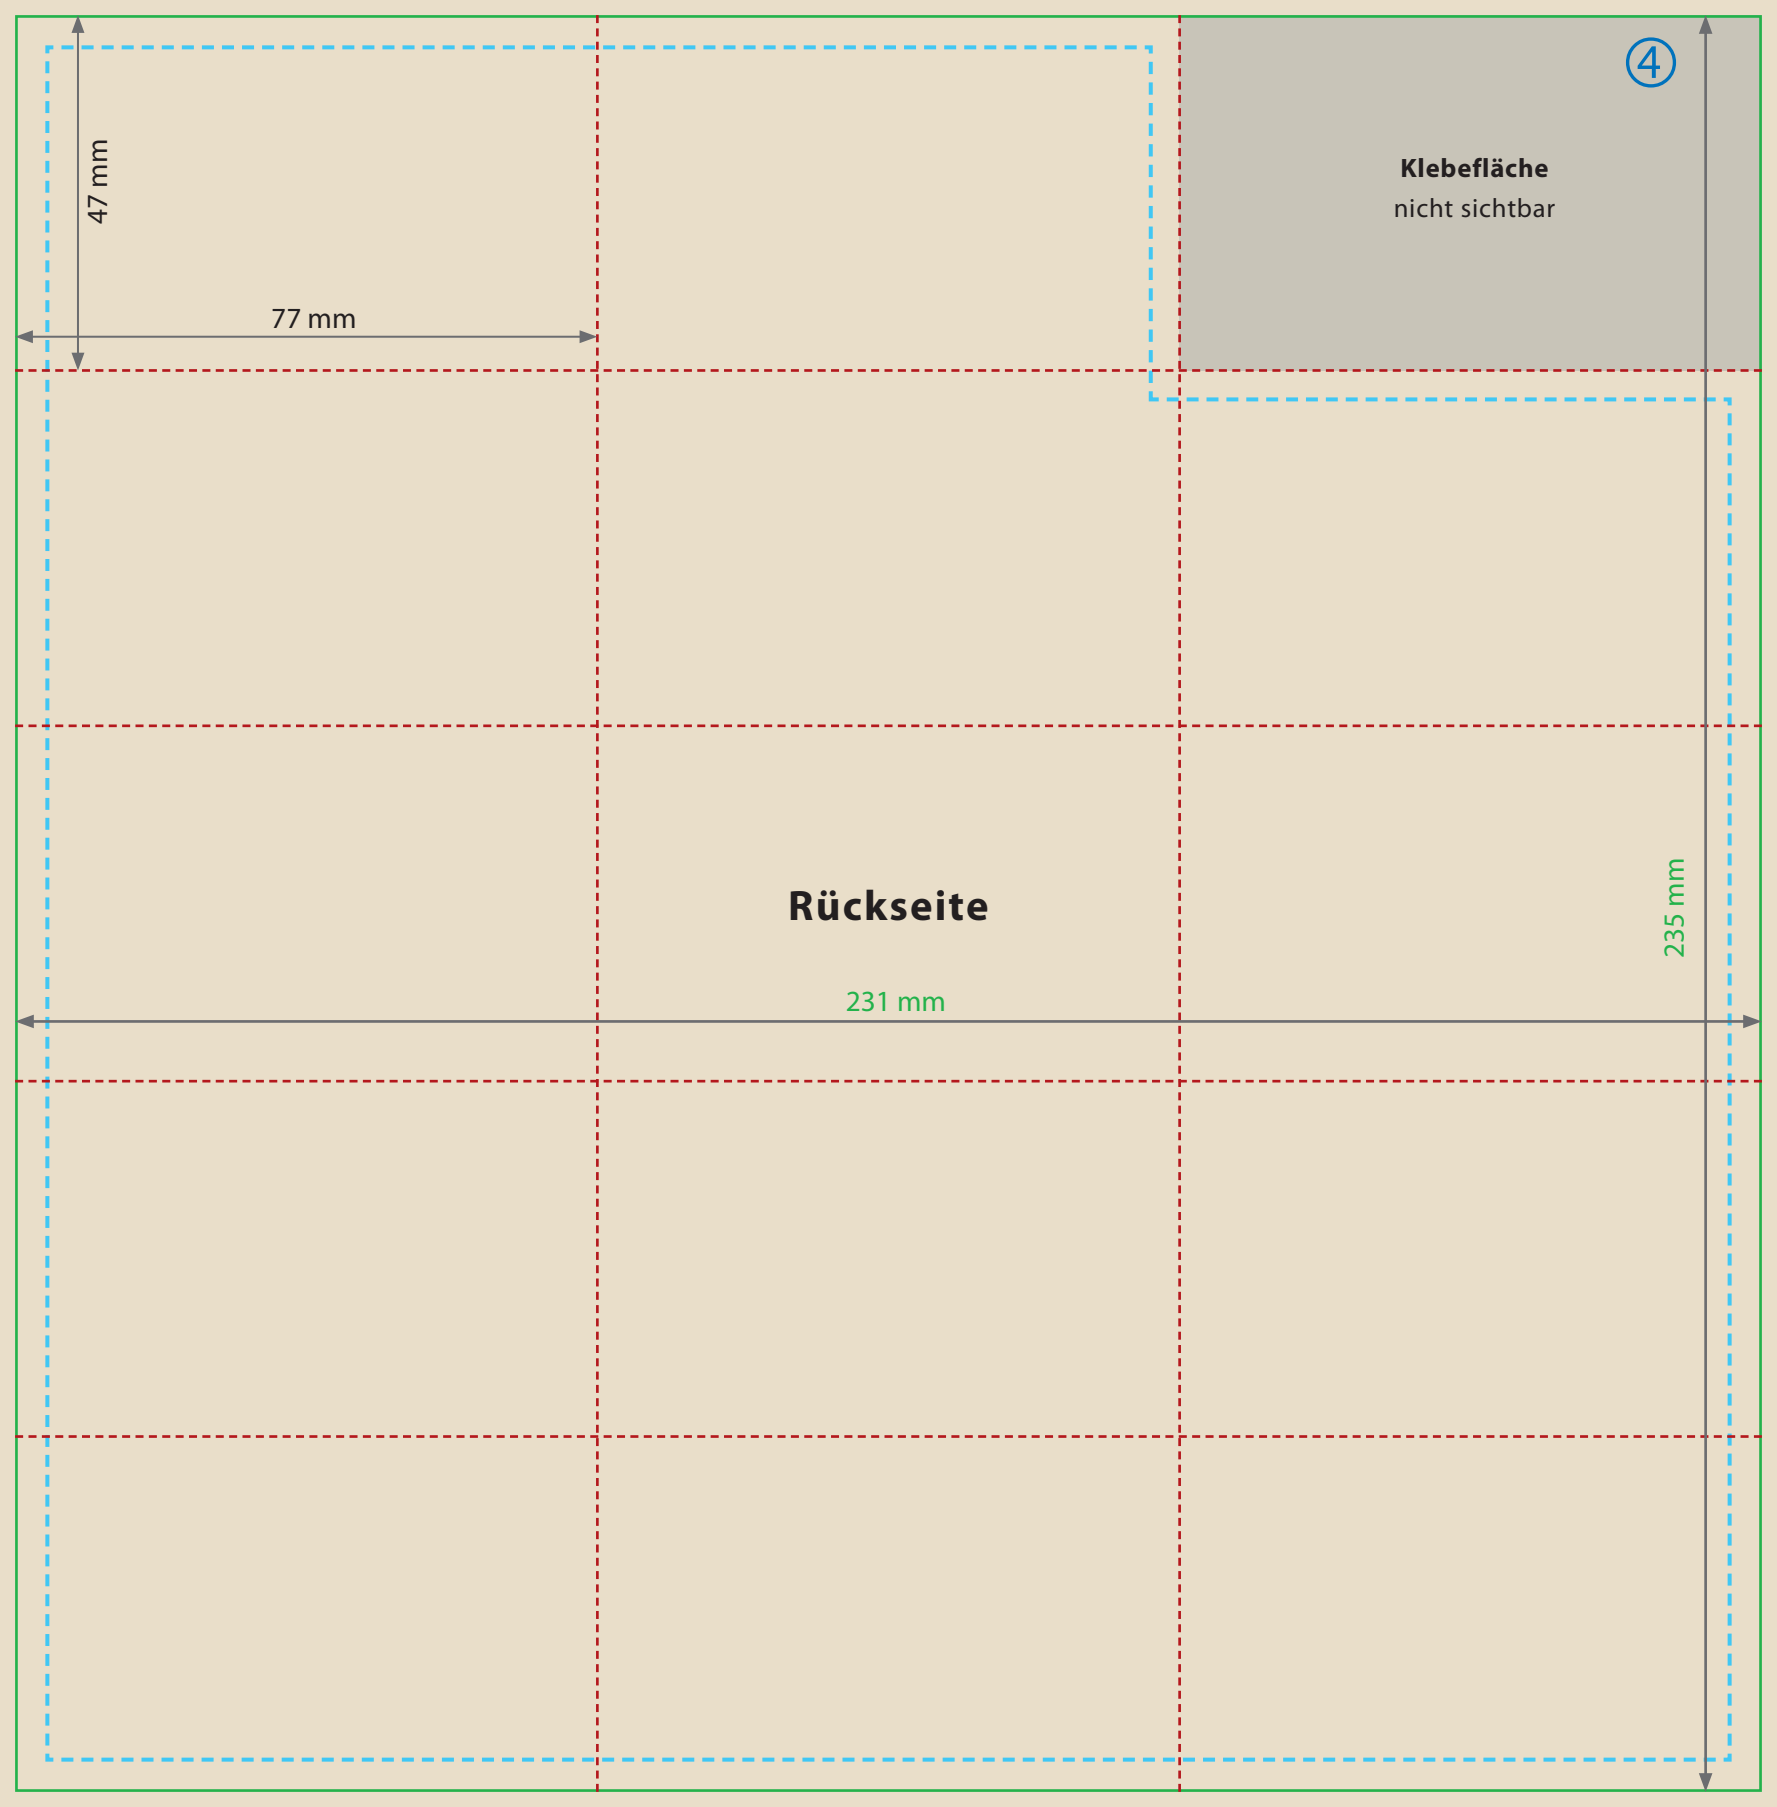 ④
Klebefläche
nicht sichtbar
47 mm
77 mm
Rückseite
235 mm
231 mm